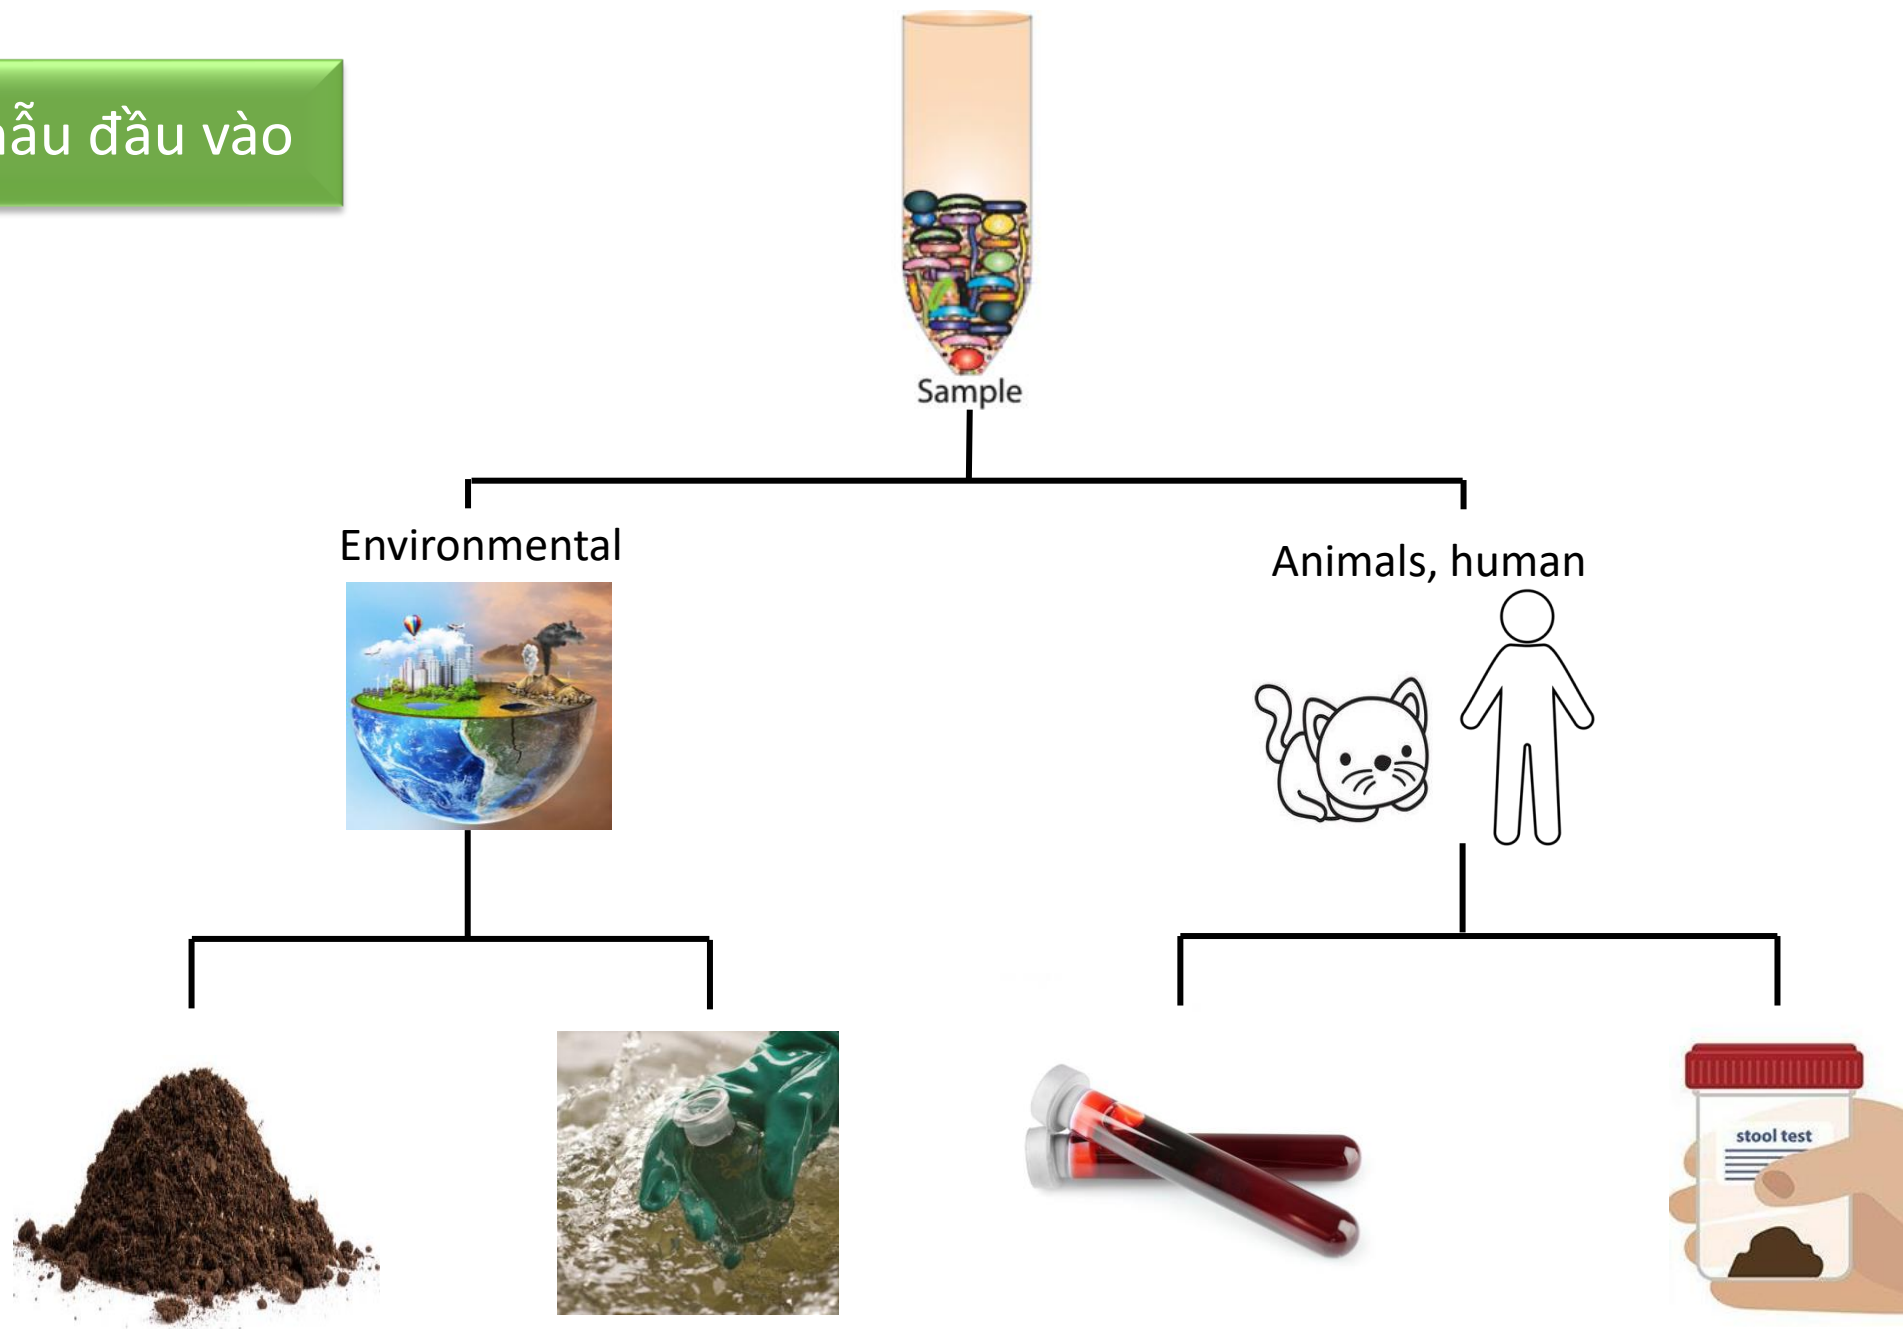 ẫu đầu vào
Sample
Environmental
Animals, human
stool test